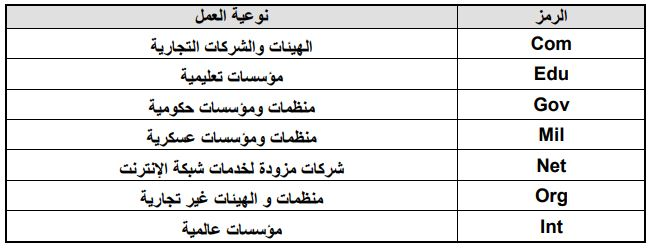 الرمز نوعية العمل
Com الهيئات والشركات التجارية
Edu مؤسسات تعليمية
Gov منظمات ومؤسسات حكومية
Mil منظمات ومؤسسات عسكرية
Net شركات مزودة لخدمات شبكة الإنترنت
Org منظمات و الهيئات غير تجارية
Int مؤسسات عالمية